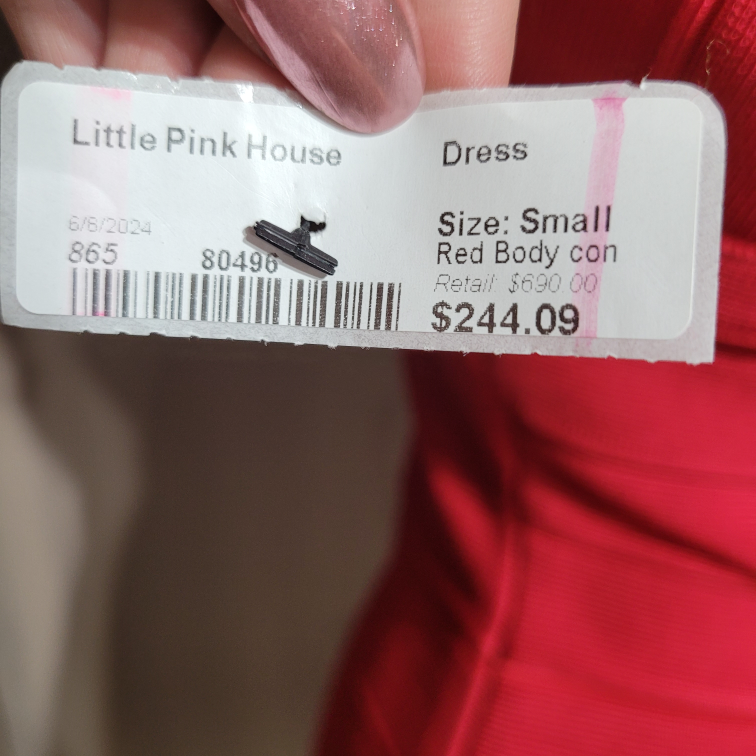 Little Pink House
6/6/2024
865 80496
Dress
Size: Small
Red Body con
Retail: $690.00
$244.09